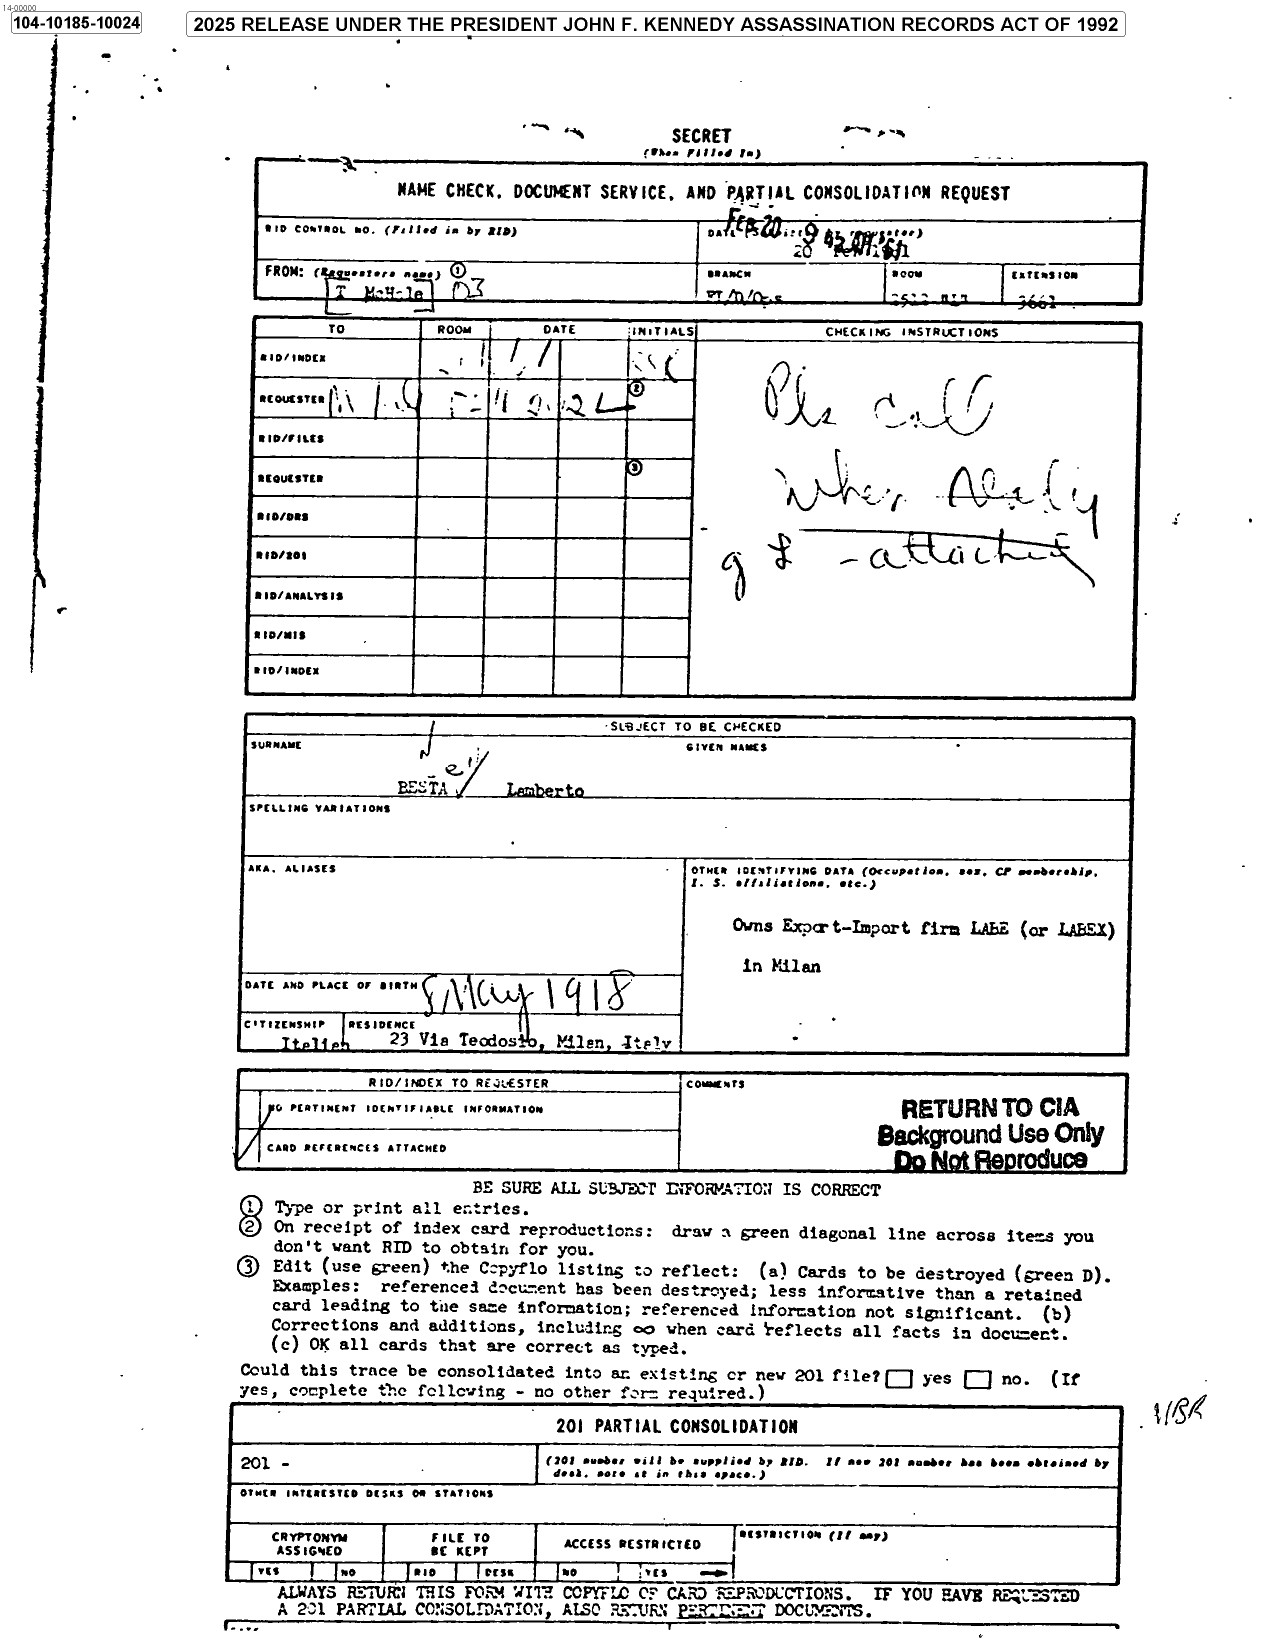 14-00000
104-10185-10024
2025 RELEASE UNDER THE PRESIDENT JOHN F. KENNEDY ASSASSINATION RECORDS ACT OF 1992
SECRET
(When Filled In)
NAME CHECK, DOCUMENT SERVICE, AND PARTIAL CONSOLIDATION REQUEST
RID CONTROL NO. (Filled in by RID)
DATE
FEB 20 9
20
FROM: (Requesters name) ①
BRANCH
ROOM
EXTENSION
3661
TO ROOM DATE INITIALS
CHECKING INSTRUCTIONS
RID/INDEX
REQUESTER ②
RID/FILES
REQUESTER ③
RID/DRS
RID/201
RID/ANALYSIS
RID/MIS
RID/INDEX
Pls call
when ready
attached
SUBJECT TO BE CHECKED
SURNAME GIVEN NAMES
BESTA Lamberto
SPELLING VARIATIONS
AKA, ALIASES
OTHER IDENTIFYING DATA (Occupation, sex, CP membership,
I. S. affiliations, etc.)
Owns Export-Import firm LABE (or LABEX)
in Milan
DATE AND PLACE OF BIRTH 8 May 1918
CITIZENSHIP RESIDENCE
Italian 23 Via Teodosio, Milan, Italy
RID/INDEX TO REQUESTER
COMMENTS
NO PERTINENT IDENTIFIABLE INFORMATION
CARD REFERENCES ATTACHED
RETURN TO CIA
Background Use Only
Do Not Reproduce
BE SURE ALL SUBJECT INFORMATION IS CORRECT
① Type or print all entries.
② On receipt of index card reproductions: draw a green diagonal line across items you
don't want RID to obtain for you.
③ Edit (use green) the Copyflo listing to reflect: (a) Cards to be destroyed (green D).
Examples: referenced document has been destroyed; less informative than a retained
card leading to the same information; referenced information not significant. (b)
Corrections and additions, including ∞ when card reflects all facts in document.
(c) OK all cards that are correct as typed.
Could this trace be consolidated into an existing or new 201 file? yes no. (If
yes, complete the following - no other form required.)
201 PARTIAL CONSOLIDATION
201 -
(201 number will be supplied by RID. If new 201 number has been obtained by
desk, note it in this space.)
OTHER INTERESTED DESKS OR STATIONS
CRYPTONYM
ASSIGNED
FILE TO
BE KEPT
ACCESS RESTRICTED
RESTRICTION (If any)
YES NO RID DESK NO YES
ALWAYS RETURN THIS FORM WITH COPYFLO OF CARD REPRODUCTIONS. IF YOU HAVE REQUESTED
A 201 PARTIAL CONSOLIDATION, ALSO RETURN PERTINENT DOCUMENTS.